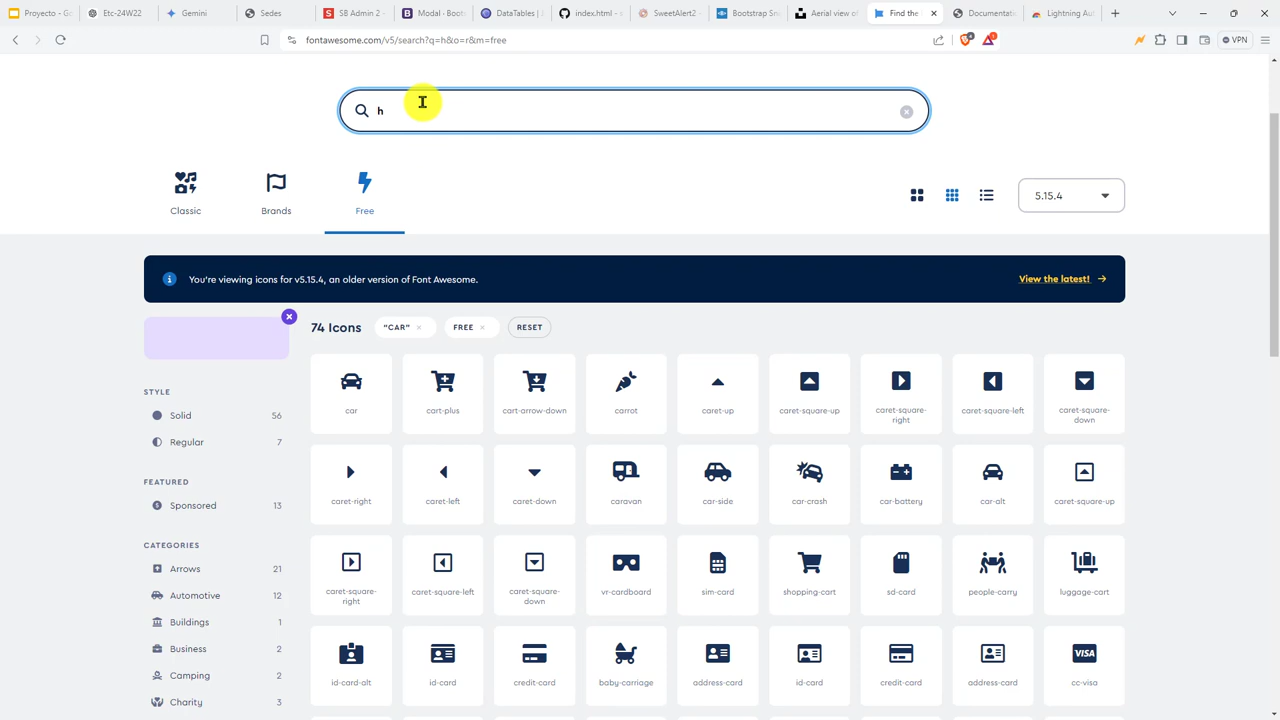 Proyecto - G
Etc-24W22
Gemini
Sedes
SB Admin 2 -
Modal · Boots
DataTables | J
index.html - s
SweetAlert2 -
Bootstrap Sni
Aerial view of
Find the
Documentati
Lightning Aut
fontawesome.com/v5/search?q=h&o=r&m=free
4
1
VPN
h
Classic
Brands
Free
5.15.4
You're viewing icons for v5.15.4, an older version of Font Awesome.
View the latest!
74 Icons
"CAR"
FREE
RESET
STYLE
Solid 56
Regular 7
FEATURED
Sponsored 13
CATEGORIES
Arrows 21
Automotive 12
Buildings 1
Business 2
Camping 2
Charity 3
car
cart-plus
cart-arrow-down
carrot
caret-up
caret-square-up
caret-square-
right
caret-square-left
caret-square-
down
caret-right
caret-left
caret-down
caravan
car-side
car-crash
car-battery
car-alt
caret-square-up
caret-square-
right
caret-square-left
caret-square-
down
vr-cardboard
sim-card
shopping-cart
sd-card
people-carry
luggage-cart
id-card-alt
id-card
credit-card
baby-carriage
address-card
id-card
credit-card
address-card
VISA
cc-visa